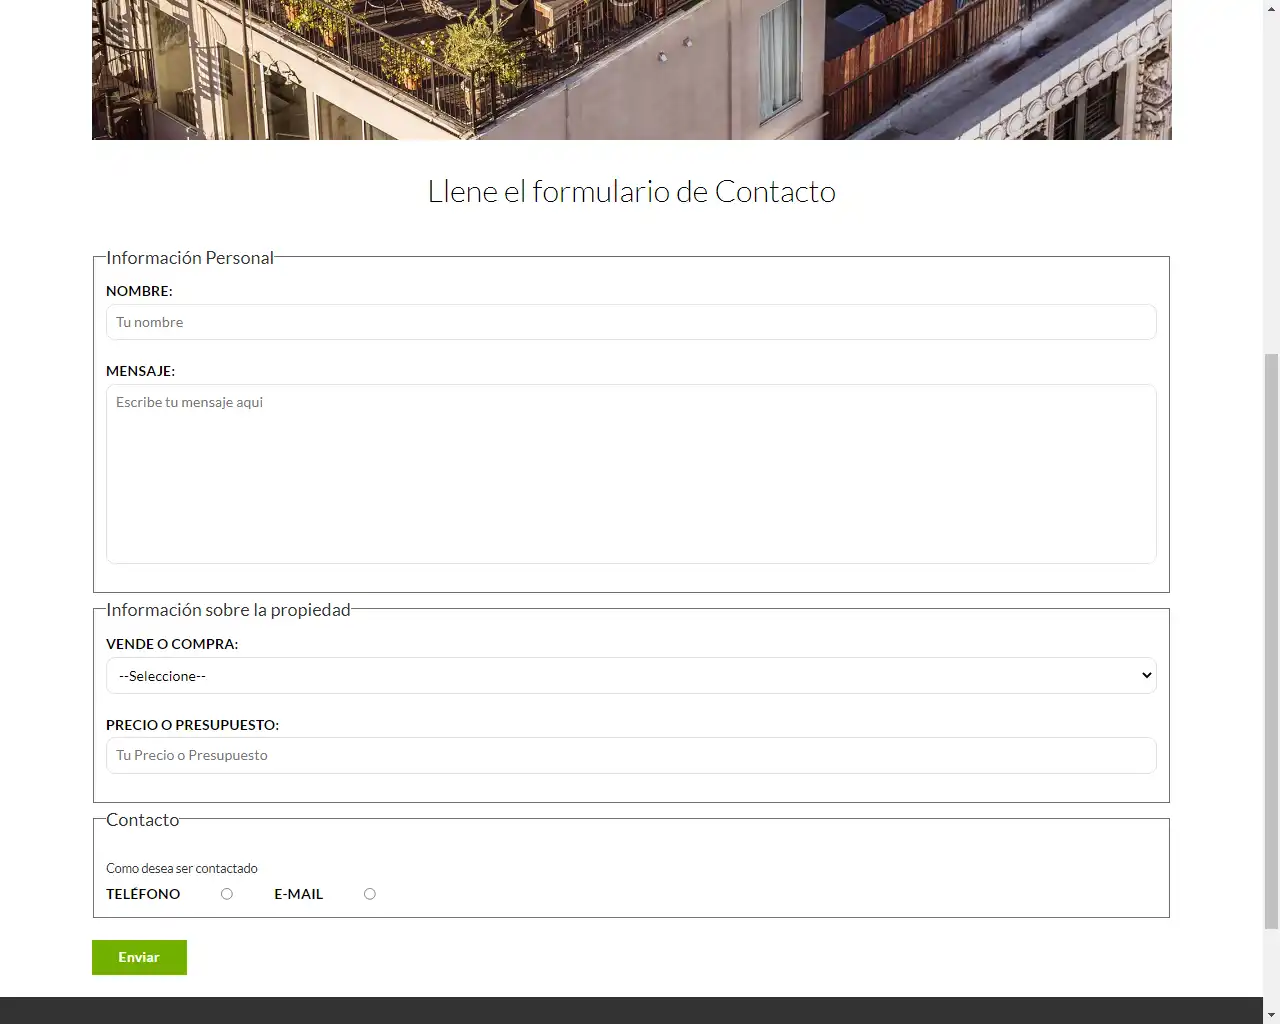 Llene el formulario de Contacto
Información Personal
NOMBRE:
Tu nombre
MENSAJE:
Escribe tu mensaje aqui
Información sobre la propiedad
VENDE O COMPRA:
--Seleccione--
PRECIO O PRESUPUESTO:
Tu Precio o Presupuesto
Contacto
Como desea ser contactado
TELÉFONO E-MAIL
Enviar